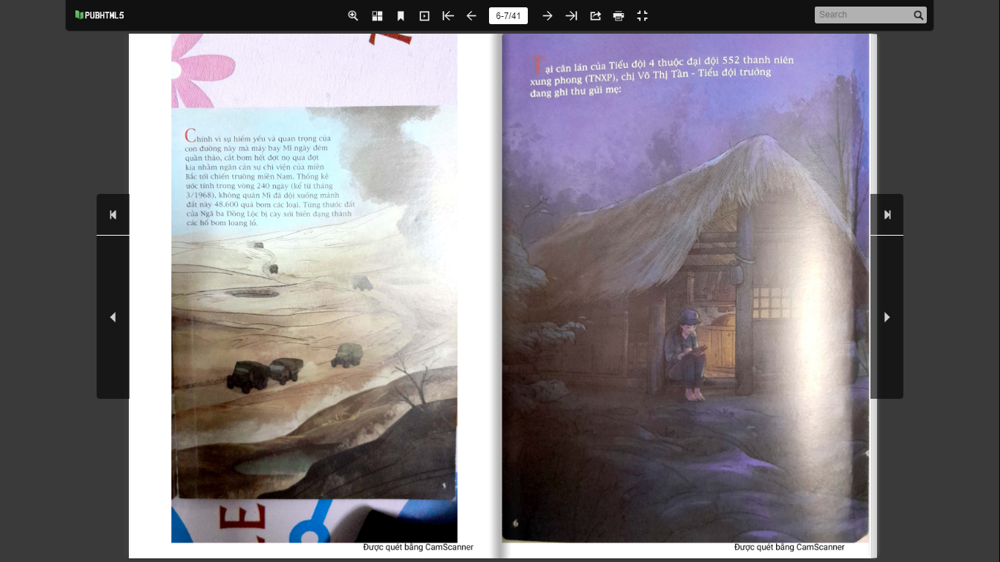 PUBHTML5
6-7/41
Search
Chính vì sự hiểm yếu và quan trọng của
con đường này mà máy bay Mĩ ngày đêm
quần thảo, cắt bom hết đợt nọ qua đợt
kia nhằm ngăn cản sự chi viện của miền
Bắc tới chiến trường miền Nam. Thống kê
ước tính trong vòng 240 ngày (kể từ tháng
3/1968), không quân Mĩ đã dội xuống mảnh
đất này 48.600 quả bom các loại. Từng thước đất
của Ngã ba Đồng Lộc bị cày xới biến dạng thành
các hố bom loang lổ.
5
Được quét bằng CamScanner
Tại căn lán của Tiểu đội 4 thuộc đại đội 552 thanh niên
xung phong (TNXP), chị Võ Thị Tần - Tiểu đội trưởng
đang ghi thư gửi mẹ:
6
Được quét bằng CamScanner